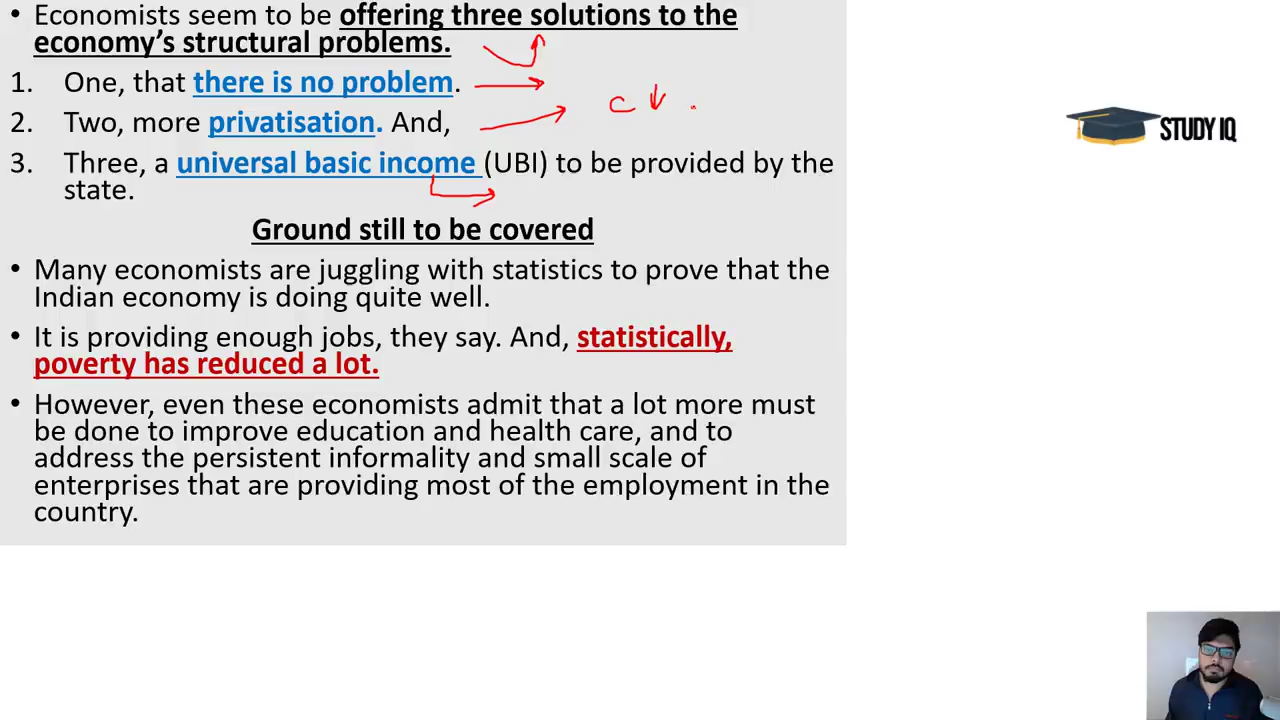 • Economists seem to be offering three solutions to the
economy's structural problems.
1. One, that there is no problem.
2. Two, more privatisation. And,
3. Three, a universal basic income (UBI) to be provided by the
state.
C ↓ .
STUDY IQ
Ground still to be covered
• Many economists are juggling with statistics to prove that the
Indian economy is doing quite well.
• It is providing enough jobs, they say. And, statistically,
poverty has reduced a lot.
• However, even these economists admit that a lot more must
be done to improve education and health care, and to
address the persistent informality and small scale of
enterprises that are providing most of the employment in the
country.